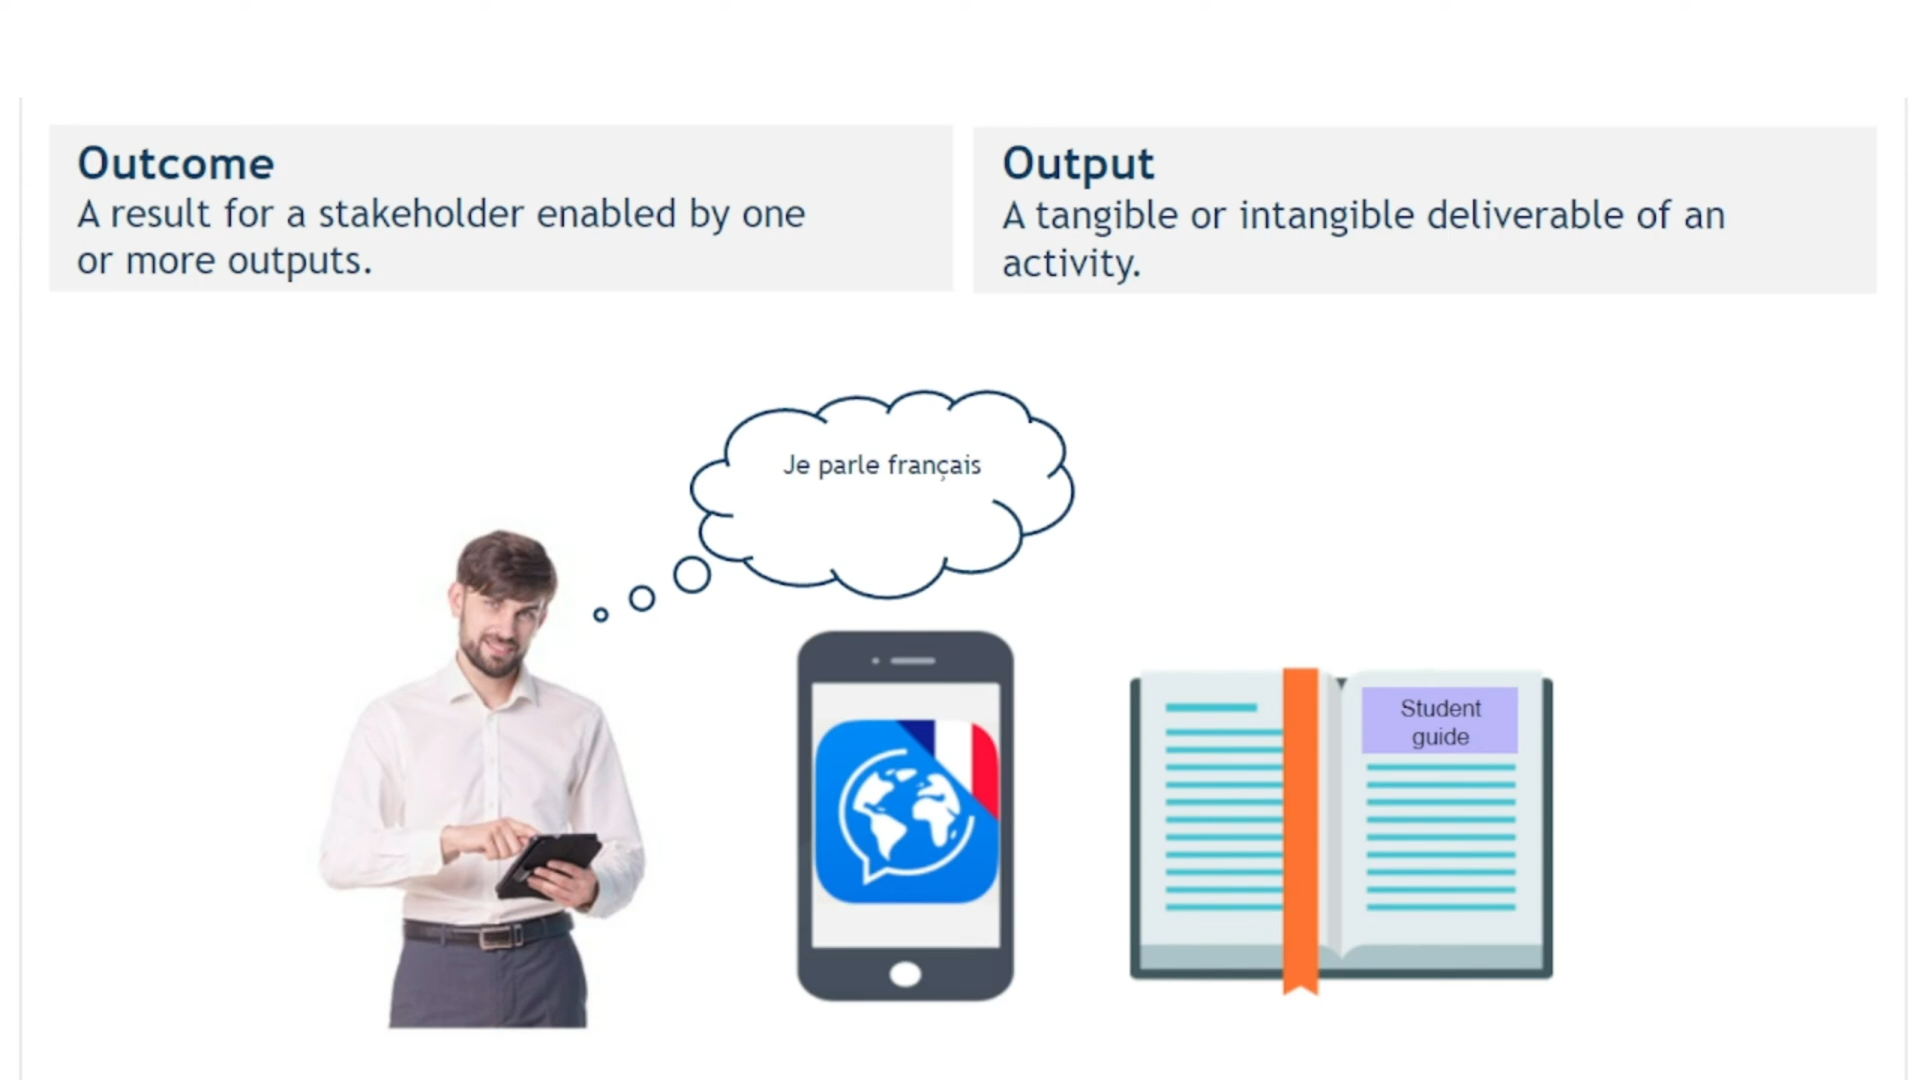 Outcome
A result for a stakeholder enabled by one
or more outputs.
Output
A tangible or intangible deliverable of an
activity.
Je parle français
Student
guide